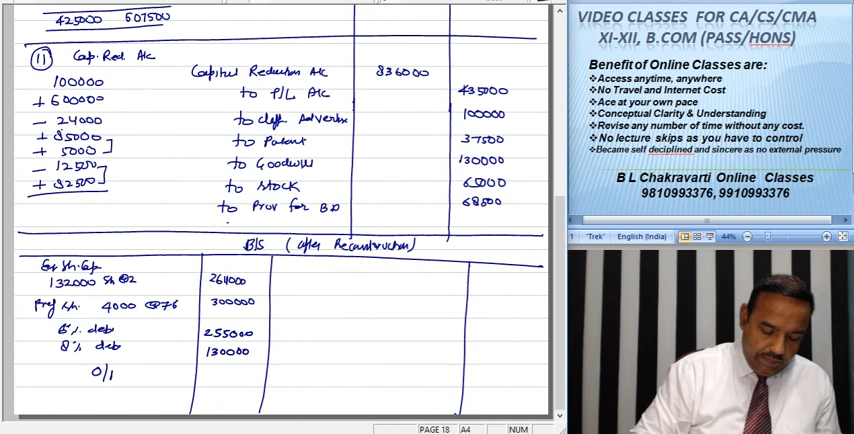 425000 507500
11 Cap. Red. A/c
Capital Reduction A/c 836000
100000
to P/L A/c 435000
+ 600000
to Deff. Advertx 100000
- 24000
+ 85000
to Patent 37500
+ 5000
to Goodwill 130000
- 12500
to Stock 65000
+ 82500
to Prov for B.D 68500
B/S (after Reconstruction)
Eq. Sh. Cap
132000 Sh @2 264000
Pref Sh. 4000 @75 300000
6% deb 255000
8% deb 130000
O/1
PAGE 18 A4 NUM
VIDEO CLASSES FOR CA/CS/CMA
XI-XII, B.COM (PASS/HONS)
Benefit of Online Classes are:
❖Access anytime, anywhere
❖No Travel and Internet Cost
❖Ace at your own pace
❖Conceptual Clarity & Understanding
❖Revise any number of time without any cost.
❖No lecture skips as you have to control
❖Became self deciplined and sincere as no external pressure
B L Chakravarti Online Classes
9810993376, 9910993376
1 "Trek" English (India) 44%